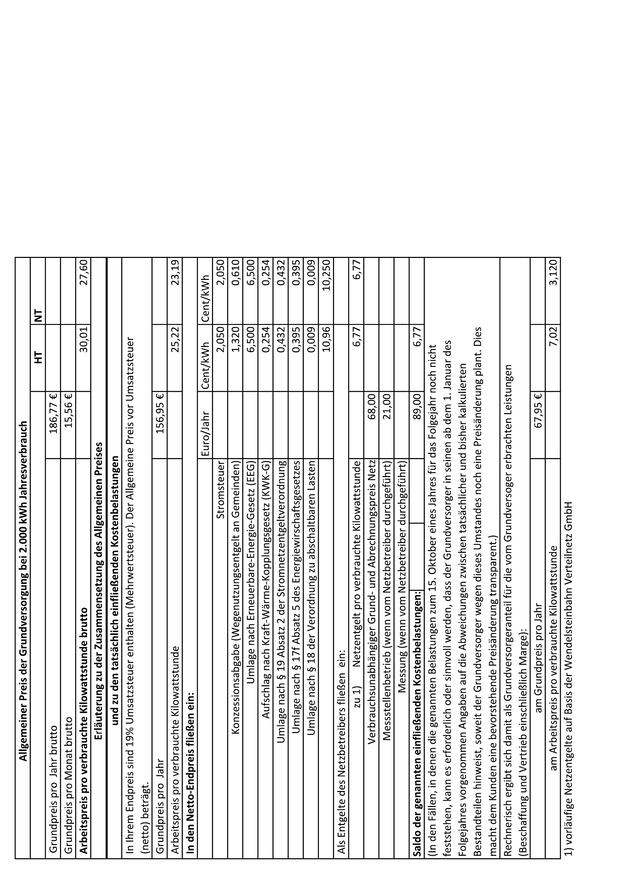 Allgemeiner Preis der Grundversorgung bei 2.000 kWh Jahresverbrauch
HT NT
Grundpreis pro Jahr brutto 186,77 €
Grundpreis pro Monat brutto 15,56 €
Arbeitspreis pro verbrauchte Kilowattstunde brutto 30,01 27,60
Erläuterung zu der Zusammensetzung des Allgemeinen Preises
und zu den tatsächlich einfließenden Kostenbelastungen
In Ihrem Endpreis sind 19% Umsatzsteuer enthalten (Mehrwertsteuer). Der Allgemeine Preis vor Umsatzsteuer
(netto) beträgt.
Grundpreis pro Jahr 156,95 €
Arbeitspreis pro verbrauchte Kilowattstunde 25,22 23,19
In den Netto-Endpreis fließen ein:
Euro/Jahr Cent/kWh Cent/kWh
Stromsteuer 2,050 2,050
Konzessionsabgabe (Wegenutzungsentgelt an Gemeinden) 1,320 0,610
Umlage nach Erneuerbare-Energie-Gesetz (EEG) 6,500 6,500
Aufschlag nach Kraft-Wärme-Kopplungsgesetz (KWK-G) 0,254 0,254
Umlage nach § 19 Absatz 2 der Stromnetzentgeltverordnung 0,432 0,432
Umlage nach § 17f Absatz 5 des Energiewirtschaftsgesetzes 0,395 0,395
Umlage nach § 18 der Verordnung zu abschaltbaren Lasten 0,009 0,009
10,96 10,250
Als Entgelte des Netzbetreibers fließen ein:
zu 1) Netzentgelt pro verbrauchte Kilowattstunde 6,77 6,77
Verbrauchsunabhängiger Grund- und Abrechnungspreis Netz 68,00
Messstellenbetrieb (wenn vom Netzbetreiber durchgeführt) 21,00
Messung (wenn vom Netzbetreiber durchgeführt)
Saldo der genannten einfließenden Kostenbelastungen: 89,00 6,77
(In den Fällen, in denen die genannten Belastungen zum 15. Oktober eines Jahres für das Folgejahr noch nicht
feststehen, kann es erforderlich oder sinnvoll werden, dass der Grundversorger in seinen ab dem 1. Januar des
Folgejahres vorgenommen Angaben auf die Abweichungen zwischen tatsächlicher und bisher kalkulierten
Bestandteilen hinweist, soweit der Grundversorger wegen dieses Umstandes noch eine Preisänderung plant. Dies
macht dem Kunden eine bevorstehende Preisänderung transparent.)
Rechnerisch ergibt sich damit als Grundversorgeranteil für die vom Grundversoger erbrachten Leistungen
(Beschaffung und Vertrieb einschließlich Marge):
am Grundpreis pro Jahr 67,95 €
am Arbeitspreis pro verbrauchte Kilowattstunde 7,02 3,120
1) vorläufige Netzentgelte auf Basis der Wendelsteinbahn Verteilnetz GmbH